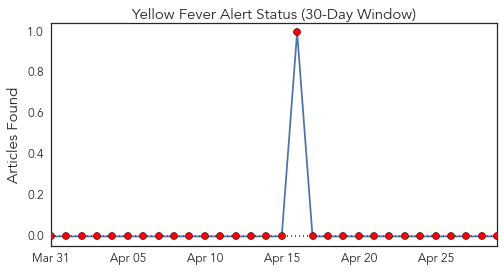 Yellow Fever Alert Status (30-Day Window)
Articles Found
1.0
0.8
0.6
0.4
0.2
0.0
Mar 31 Apr 05 Apr 10 Apr 15 Apr 20 Apr 25